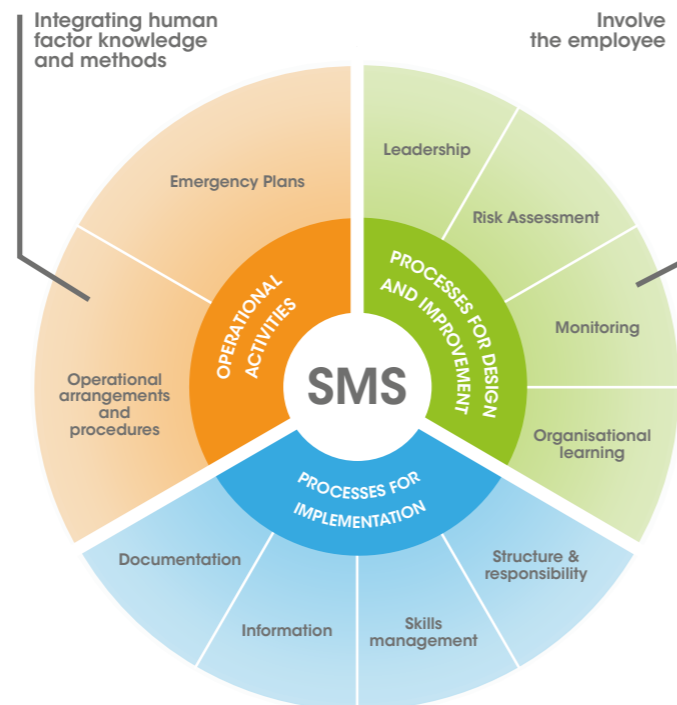 Integrating human
factor knowledge
and methods
Involve
the employee
Leadership
Emergency Plans
Risk Assessment
PROCESSES FOR DESIGN
AND IMPROVEMENT
OPERATIONAL
ACTIVITIES
Monitoring
SMS
Operational
arrangements
and
procedures
Organisational
learning
PROCESSES FOR
IMPLEMENTATION
Documentation
Structure &
responsibility
Information
Skills
management